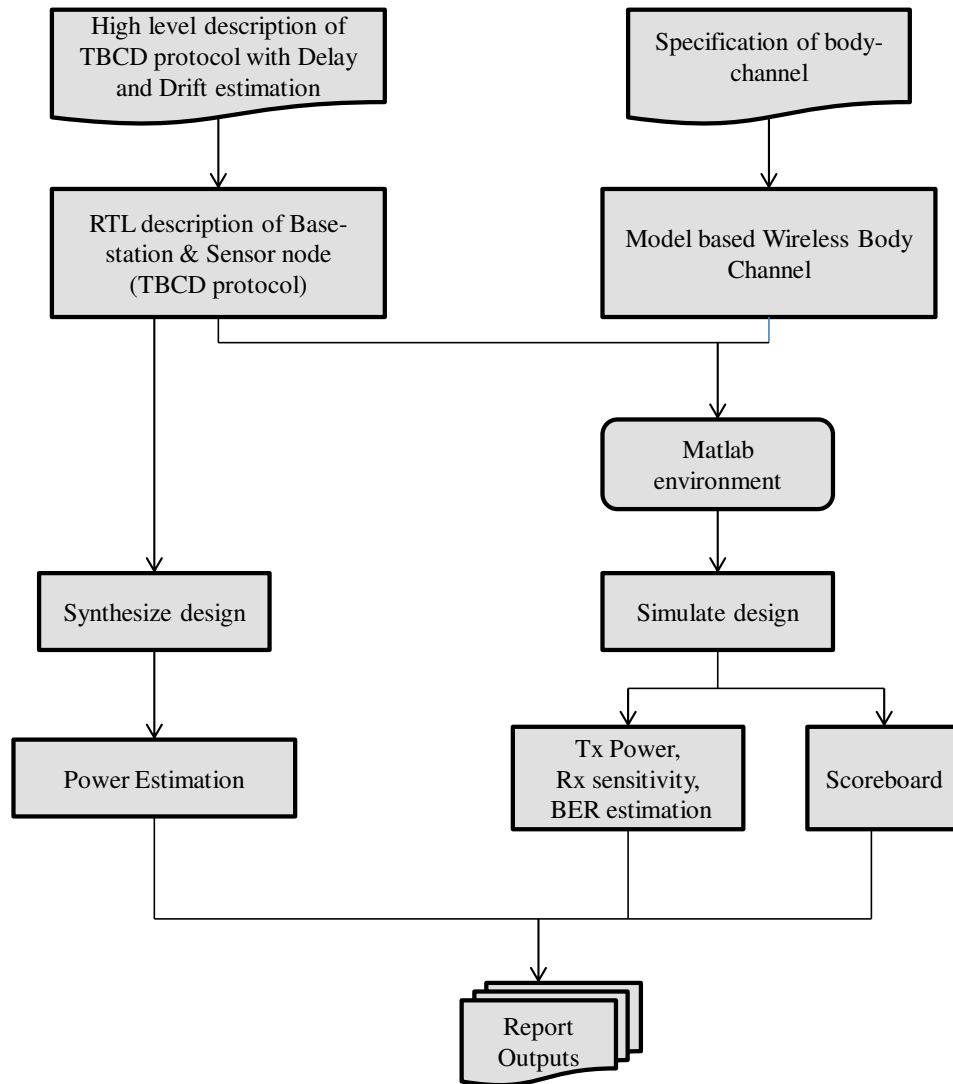 High level description of
TBCD protocol with Delay
and Drift estimation
Specification of body-
channel
RTL description of Base-
station & Sensor node
(TBCD protocol)
Model based Wireless Body
Channel
Matlab
environment
Synthesize design
Simulate design
Power Estimation
Tx Power,
Rx sensitivity,
BER estimation
Scoreboard
Report
Outputs